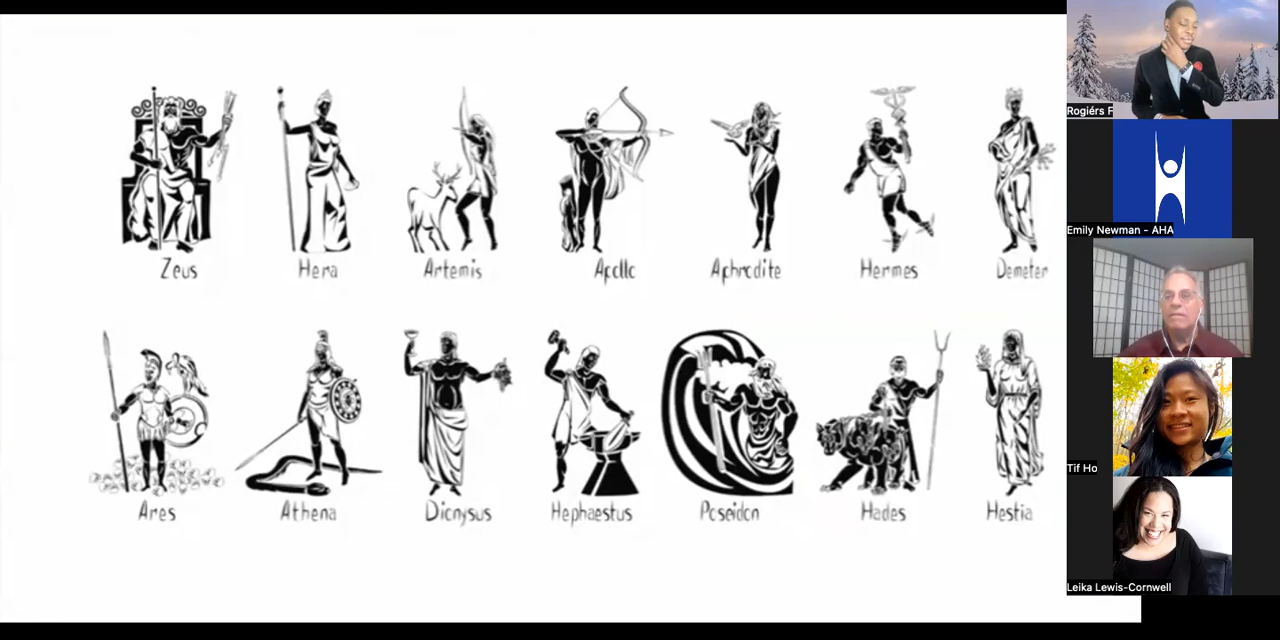 Zeus Hera Artemis Apollo Aphrodite Hermes Demeter
Ares Athena Dionysus Hephaestus Poseidon Hades Hestia
Rogiérs F
Emily Newman - AHA
Tif Ho
Leika Lewis-Cornwell